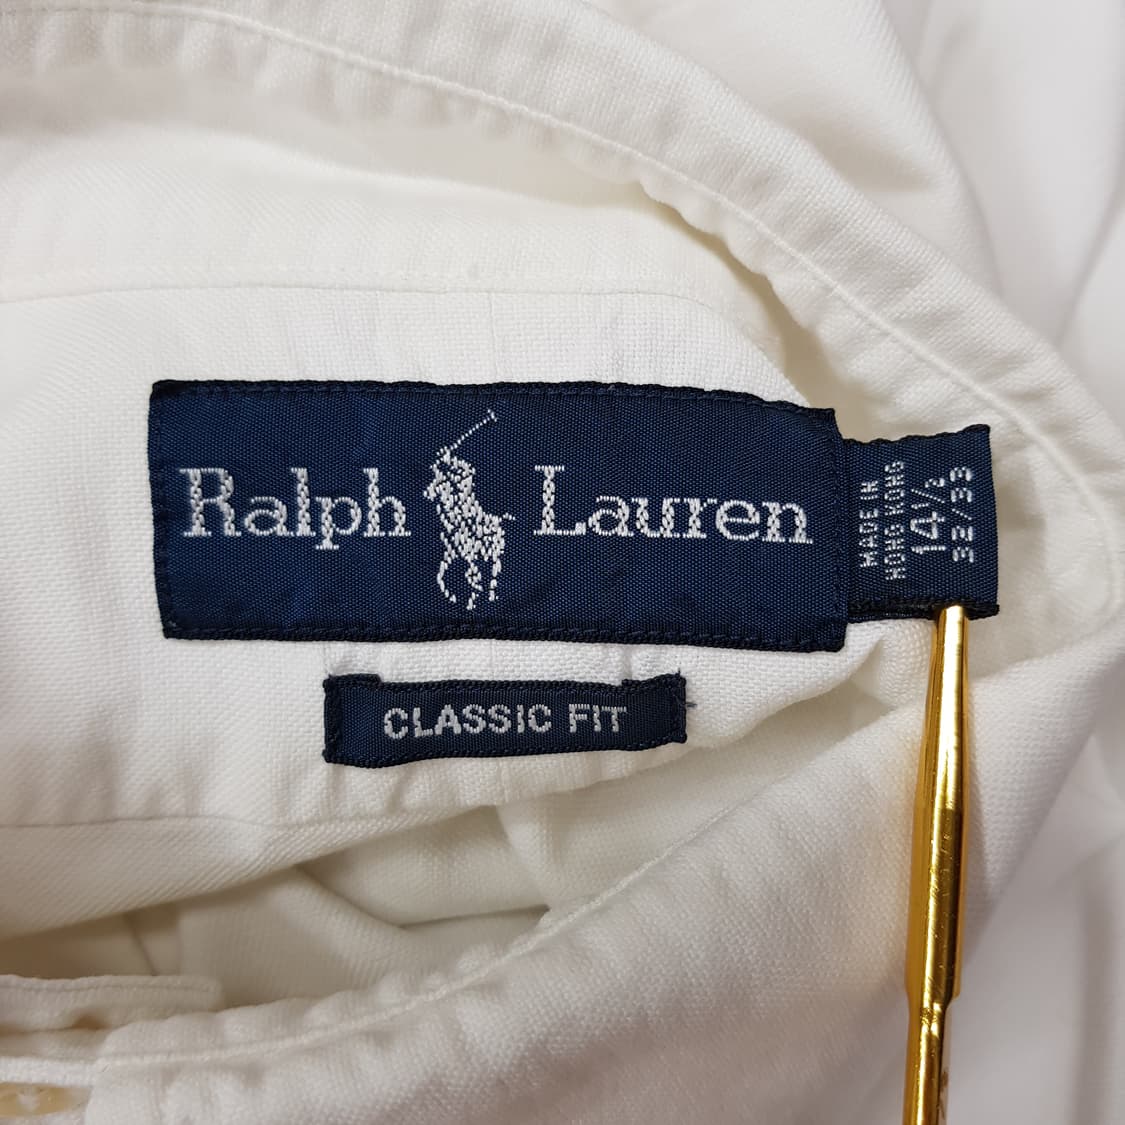 Ralph Lauren
CLASSIC FIT
MADE IN
HONG KONG
14½
32/33